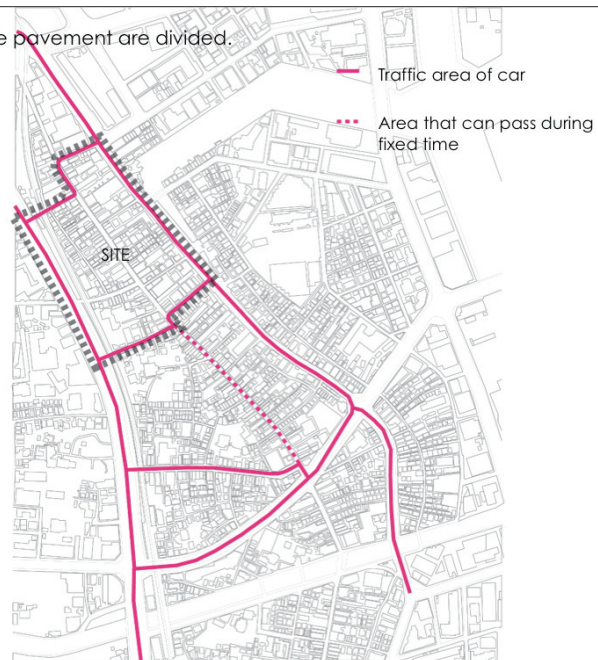 e pavement are divided.
Traffic area of car
Area that can pass during
fixed time
SITE